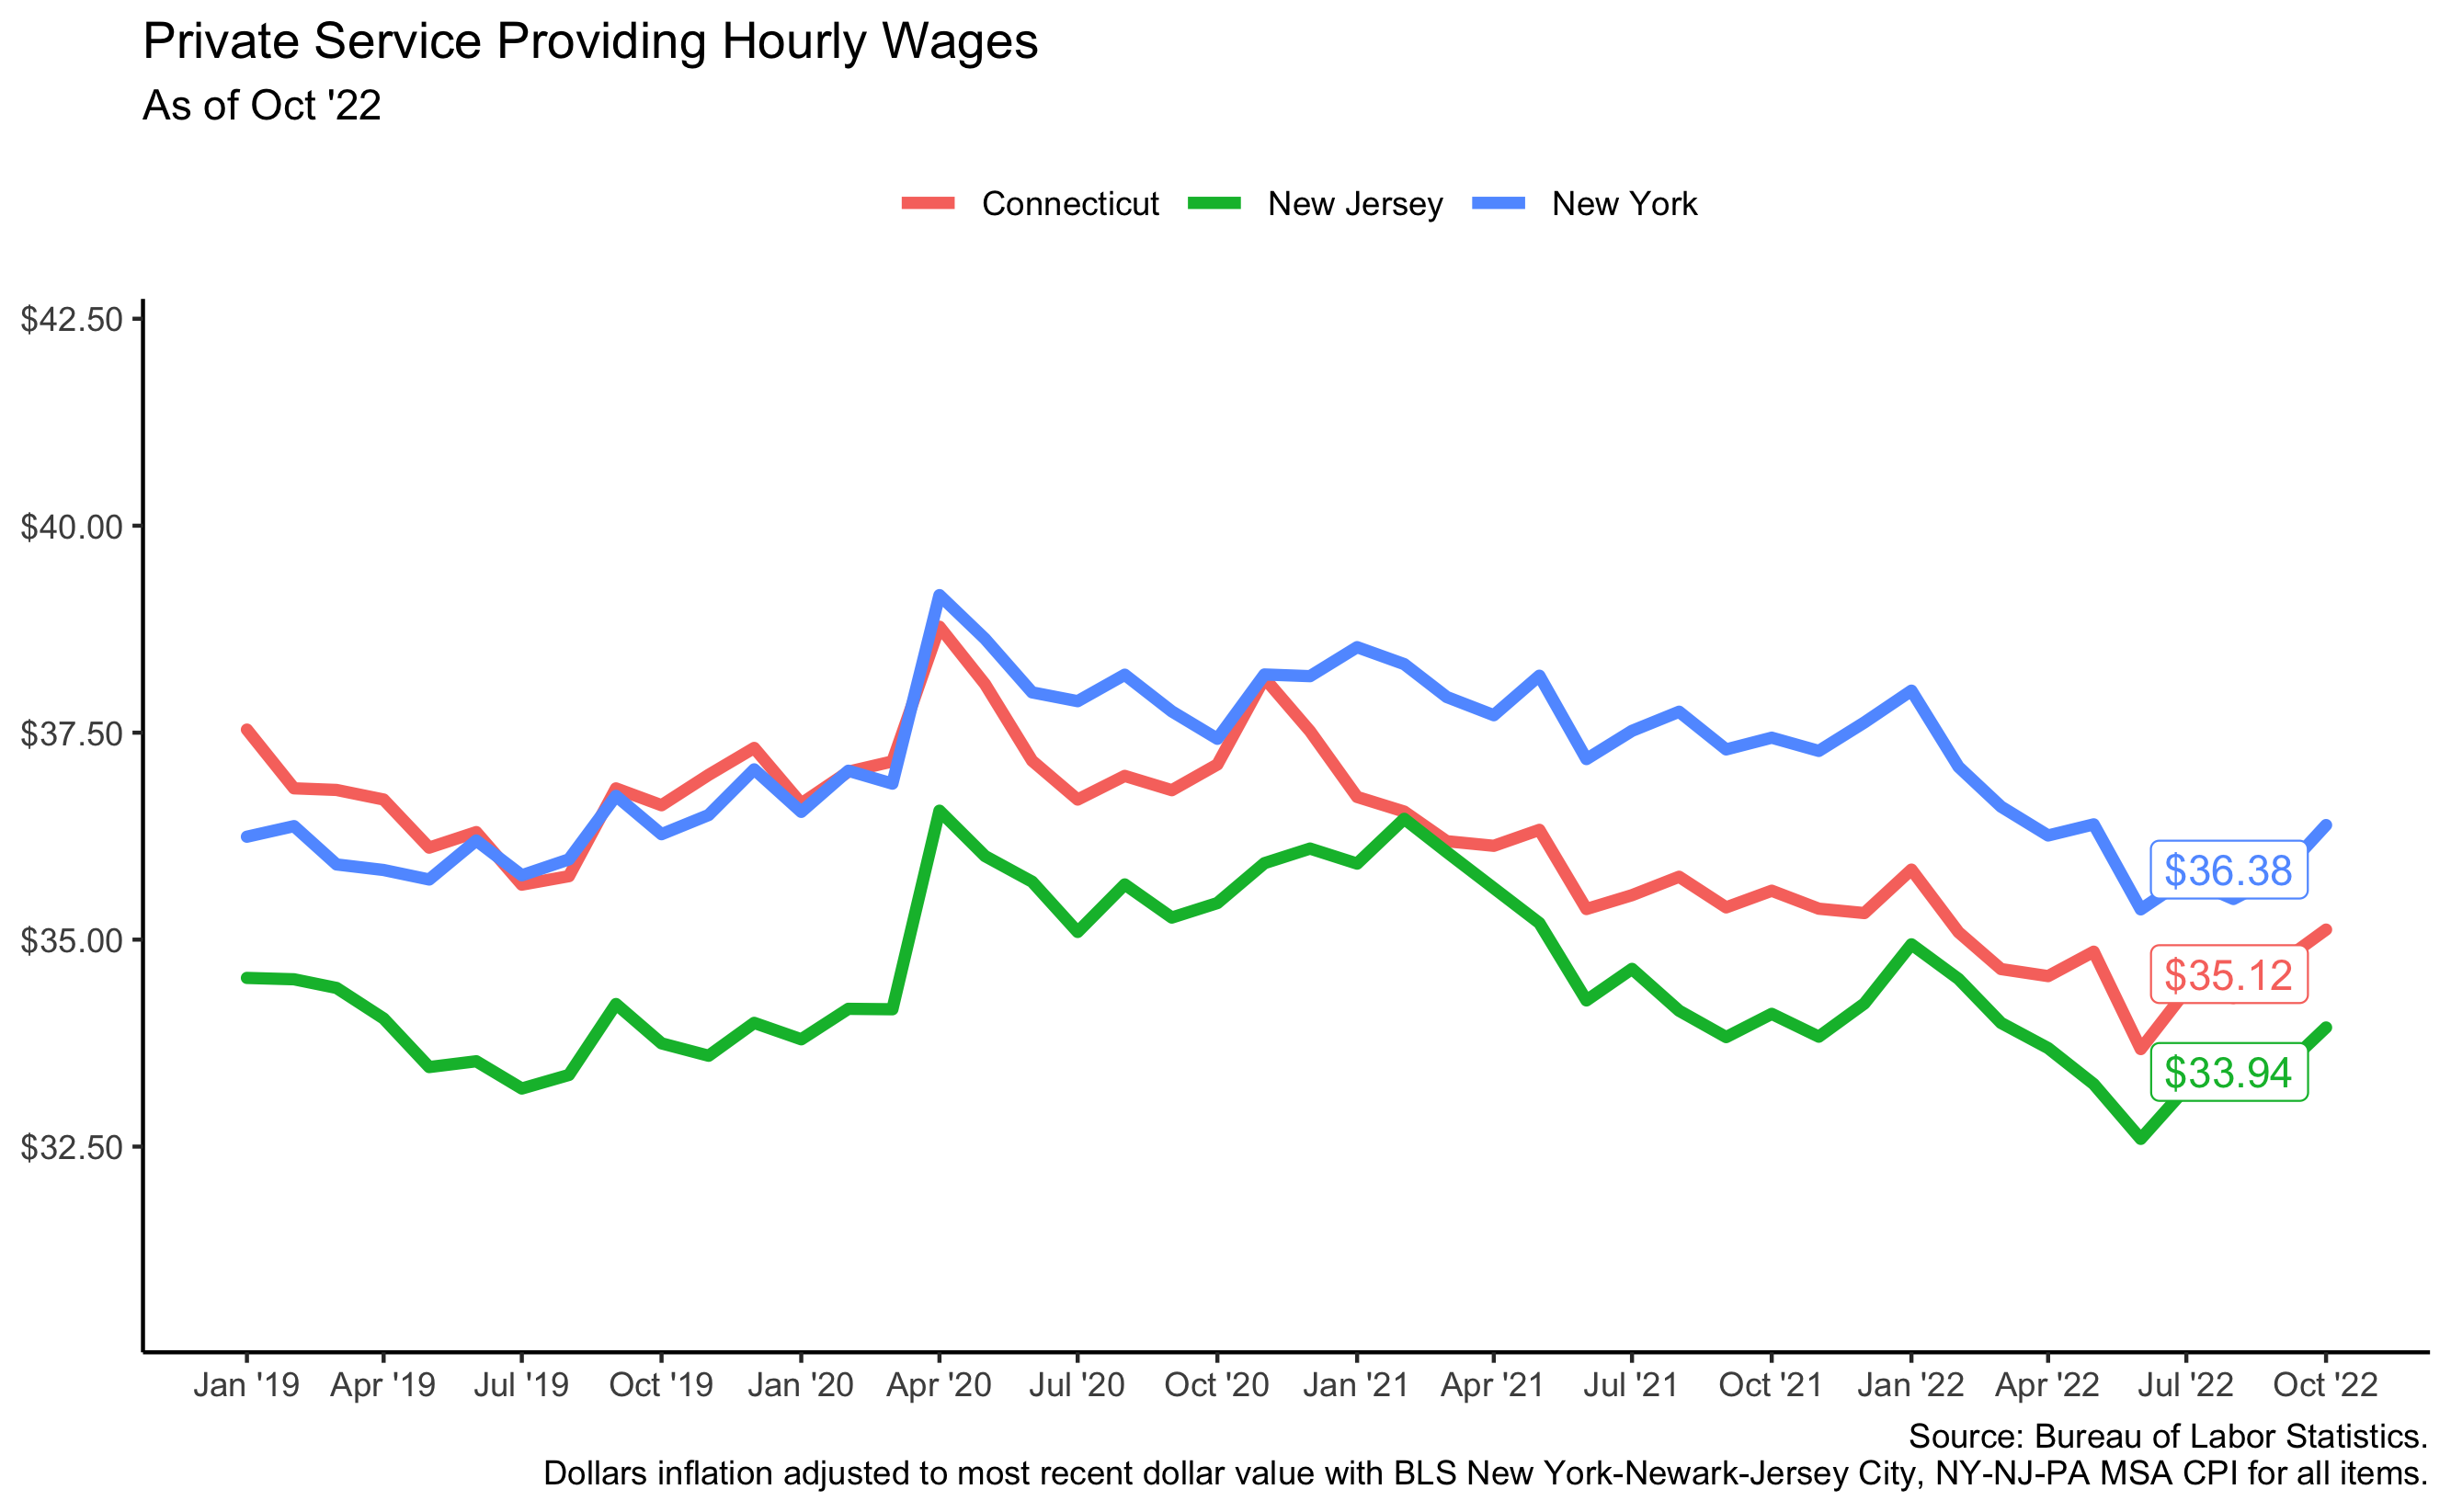 Private Service Providing Hourly Wages
As of Oct '22
Connecticut New Jersey New York
$42.50
$40.00
$37.50
$35.00
$32.50
$36.38
$35.12
$33.94
Jan '19 Apr '19 Jul '19 Oct '19 Jan '20 Apr '20 Jul '20 Oct '20 Jan '21 Apr '21 Jul '21 Oct '21 Jan '22 Apr '22 Jul '22 Oct '22
Source: Bureau of Labor Statistics.
Dollars inflation adjusted to most recent dollar value with BLS New York-Newark-Jersey City, NY-NJ-PA MSA CPI for all items.